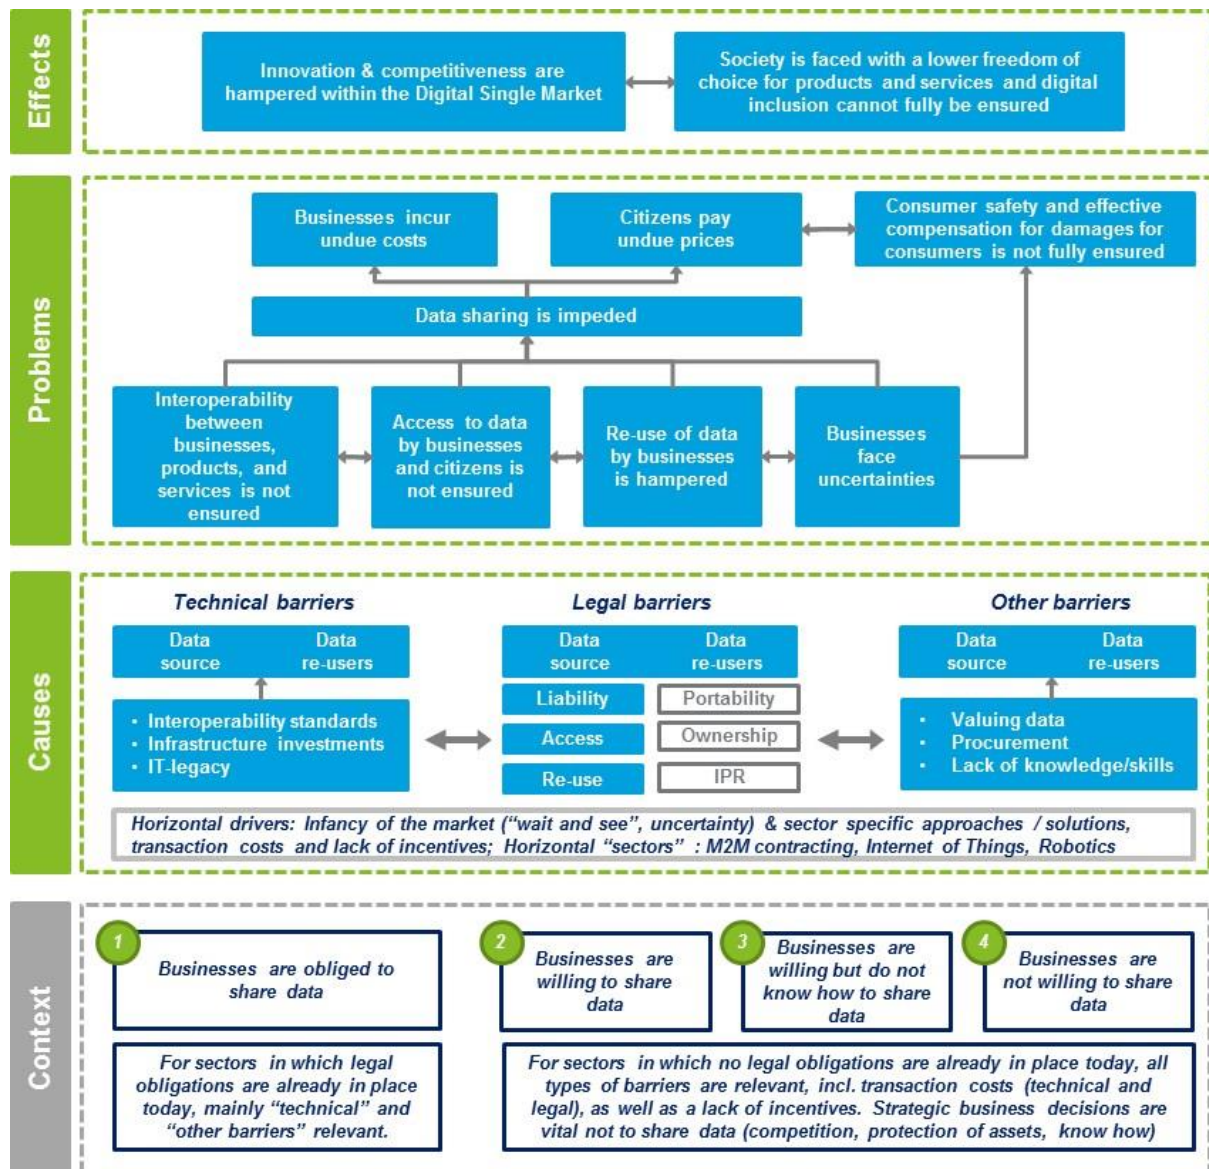 Effects
Innovation & competitiveness are
hampered within the Digital Single Market
Society is faced with a lower freedom of
choice for products and services and digital
inclusion cannot fully be ensured
Problems
Businesses incur
undue costs
Citizens pay
undue prices
Consumer safety and effective
compensation for damages for
consumers is not fully ensured
Data sharing is impeded
Interoperability
between
businesses,
products, and
services is not
ensured
Access to data
by businesses
and citizens is
not ensured
Re-use of data
by businesses
is hampered
Businesses
face
uncertainties
Causes
Technical barriers
Data
source
Data
re-users
• Interoperability standards
• Infrastructure investments
• IT-legacy
Legal barriers
Data
source
Data
re-users
Liability
Portability
Access
Ownership
Re-use
IPR
Other barriers
Data
source
Data
re-users
• Valuing data
• Procurement
• Lack of knowledge/skills
Horizontal drivers: Infancy of the market (“wait and see”, uncertainty) & sector specific approaches / solutions,
transaction costs and lack of incentives; Horizontal “sectors” : M2M contracting, Internet of Things, Robotics
Context
1
Businesses are obliged to
share data
2
Businesses are
willing to share
data
3
Businesses are
willing but do not
know how to share
data
4
Businesses are
not willing to share
data
For sectors in which legal
obligations are already in place
today, mainly “technical” and
“other barriers” relevant.
For sectors in which no legal obligations are already in place today, all
types of barriers are relevant, incl. transaction costs (technical and
legal), as well as a lack of incentives. Strategic business decisions are
vital not to share data (competition, protection of assets, know how)